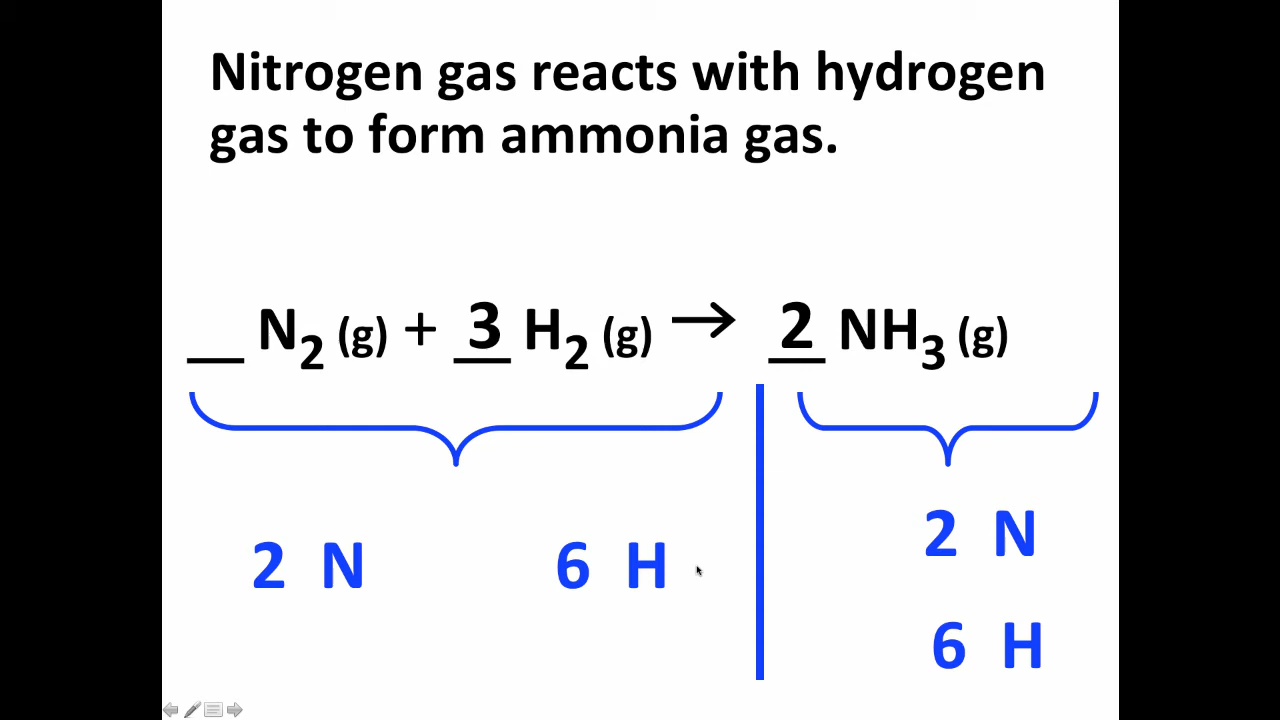 Nitrogen gas reacts with hydrogen
gas to form ammonia gas.
__ N₂ (g) + 3 H₂ (g) → 2 NH₃ (g)
2 N 6 H
2 N
6 H